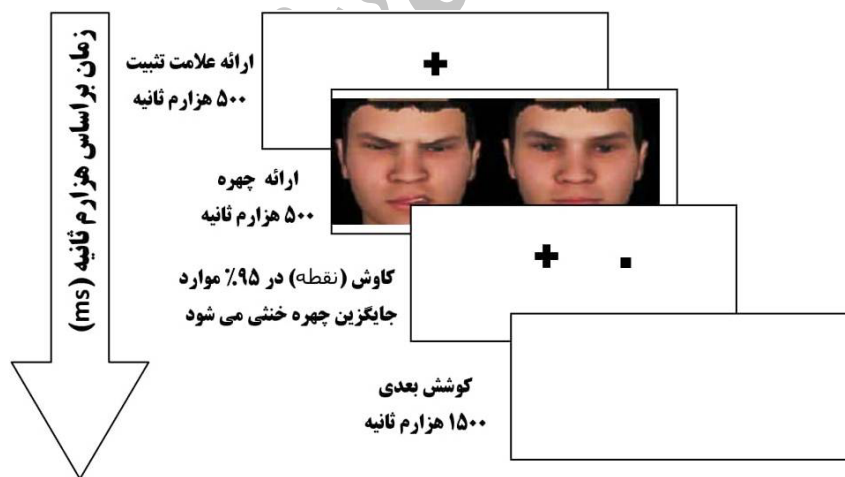 زمان براساس هزارم ثانیه (ms)
ارائه علامت تثبیت
۵۰۰ هزارم ثانیه
ارائه چهره
۵۰۰ هزارم ثانیه
کاوش (نقطه) در ۹۵٪ موارد
جایگزین چهره خنثی می شود
کوشش بعدی
۱۵۰۰ هزارم ثانیه